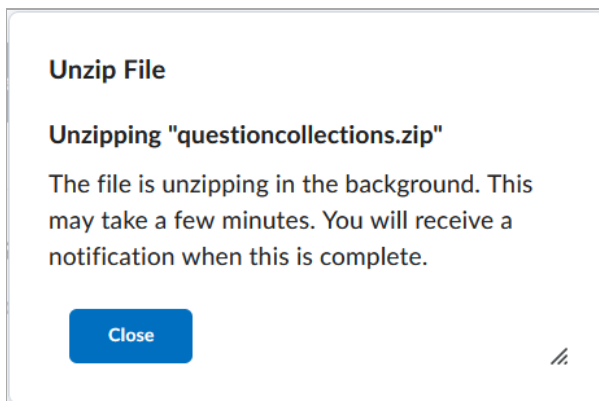 Unzip File
Unzipping "questioncollections.zip"
The file is unzipping in the background. This
may take a few minutes. You will receive a
notification when this is complete.
Close